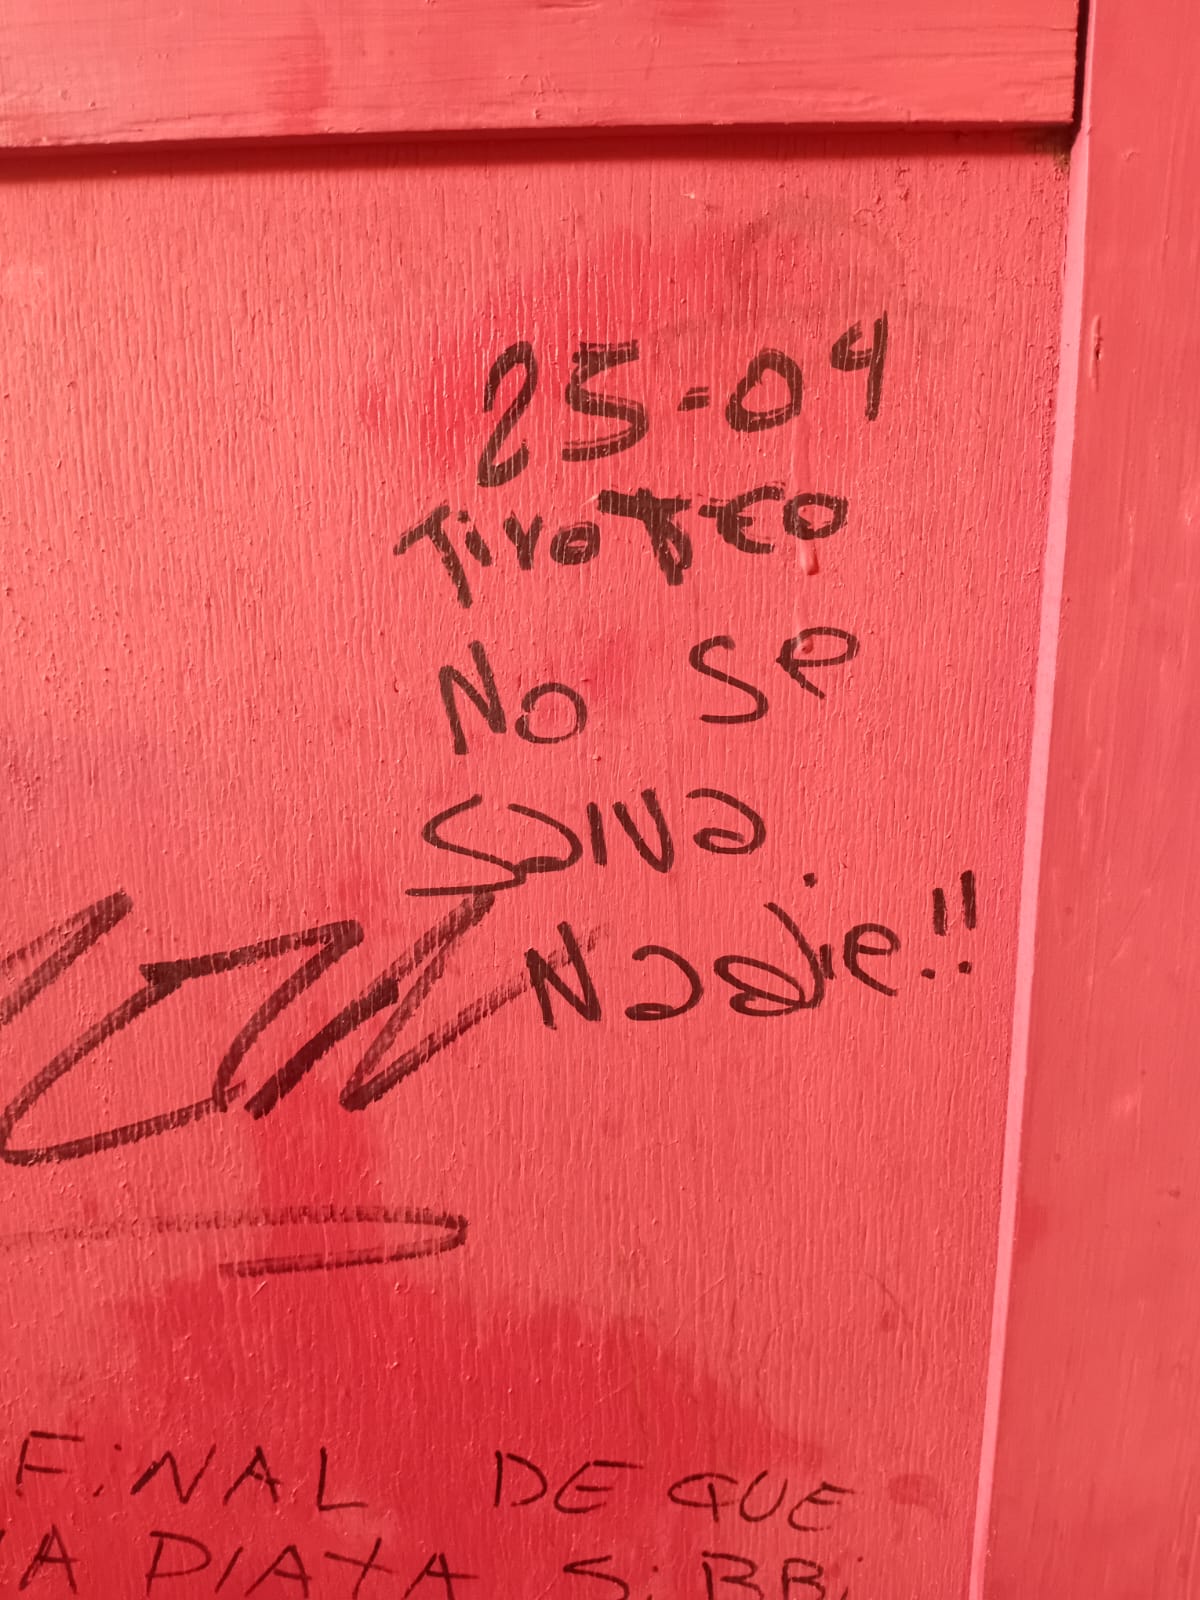 25-04
Tiroteo
No se
salva
Nadie!!
FiNAL DE QUE